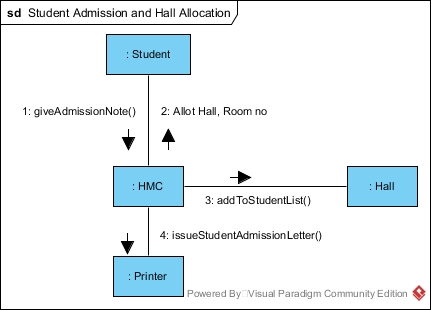 sd Student Admission and Hall Allocation
: Student
1: giveAdmissionNote()
2: Allot Hall, Room no
: HMC
: Hall
3: addToStudentList()
4: issueStudentAdmissionLetter()
: Printer
Powered By Visual Paradigm Community Edition